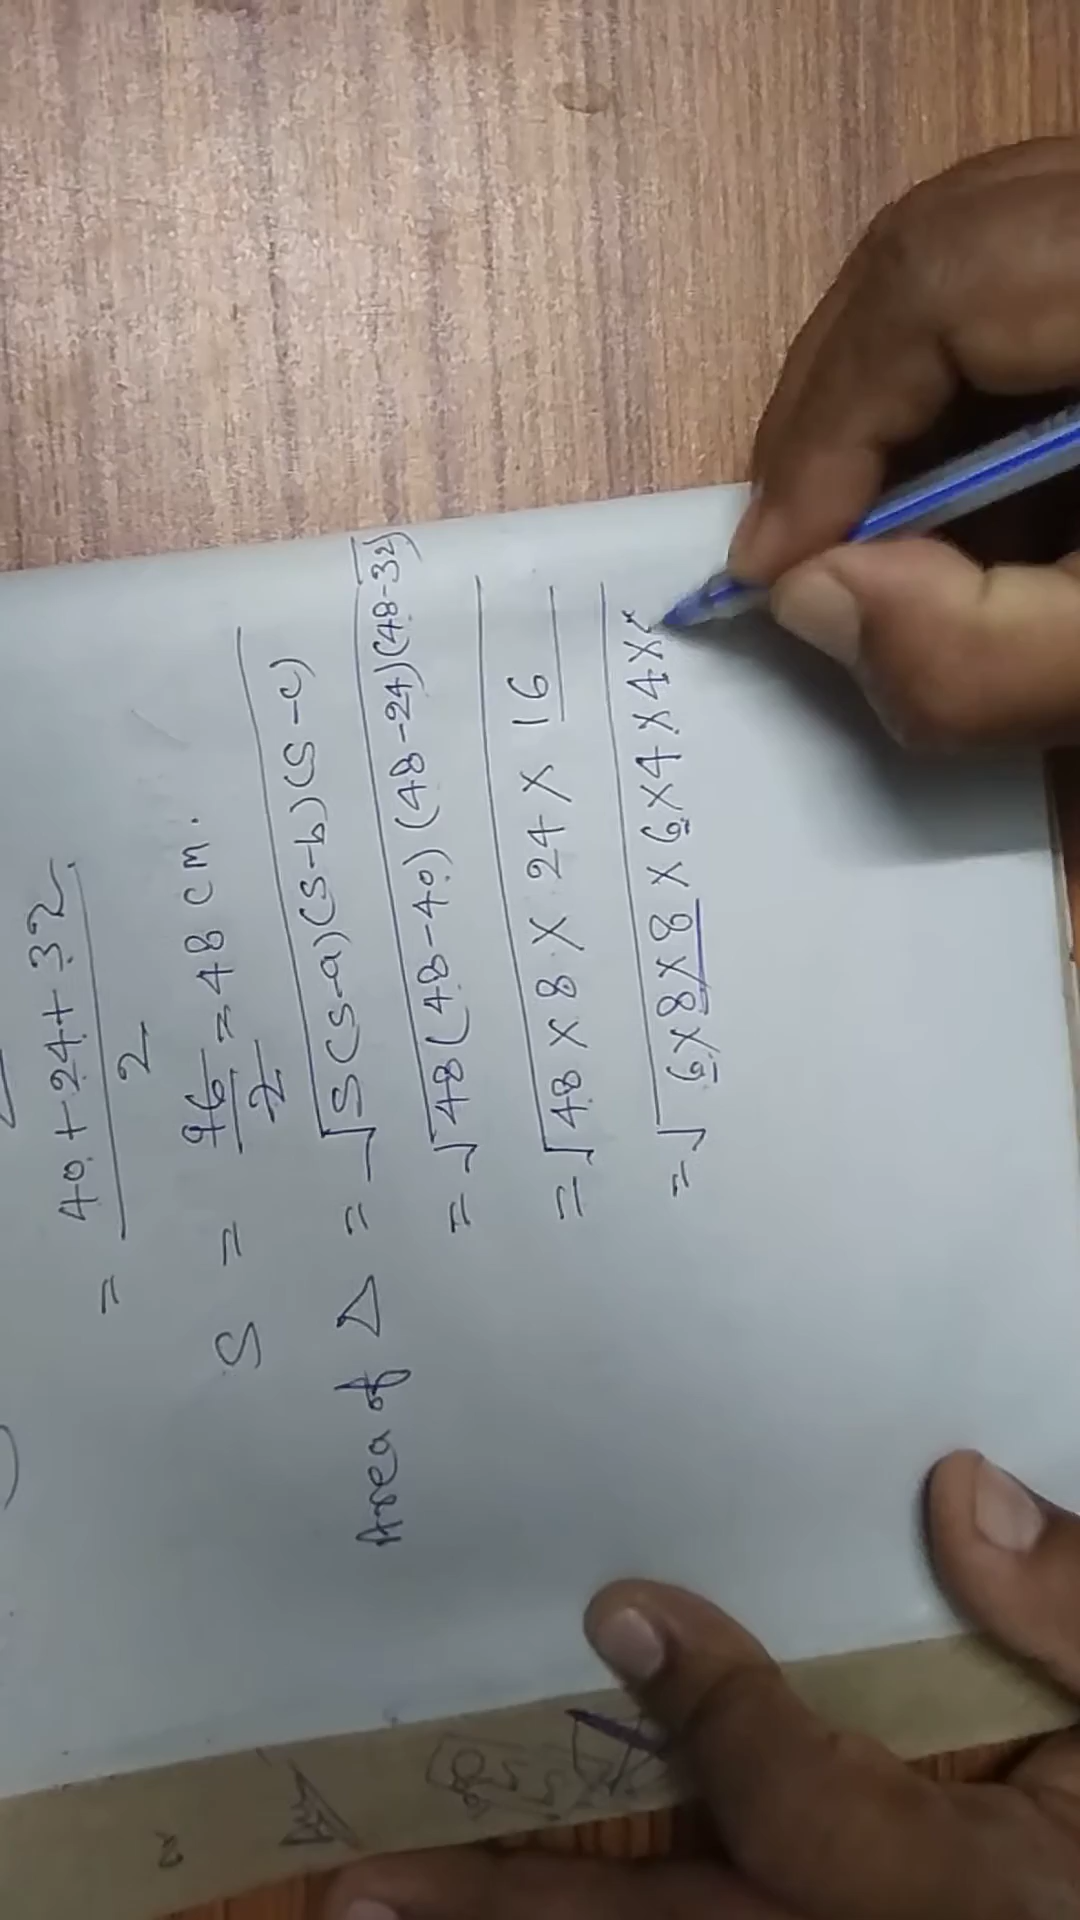 = 40 + 24 + 32 / 2
S = 96/2 = 48 cm.
Area of Δ = √S(S-a)(S-b)(S-c)
= √48(48-40)(48-24)(48-32)
= √48 × 8 × 24 × 16
= √6×8×8×6×4×4×